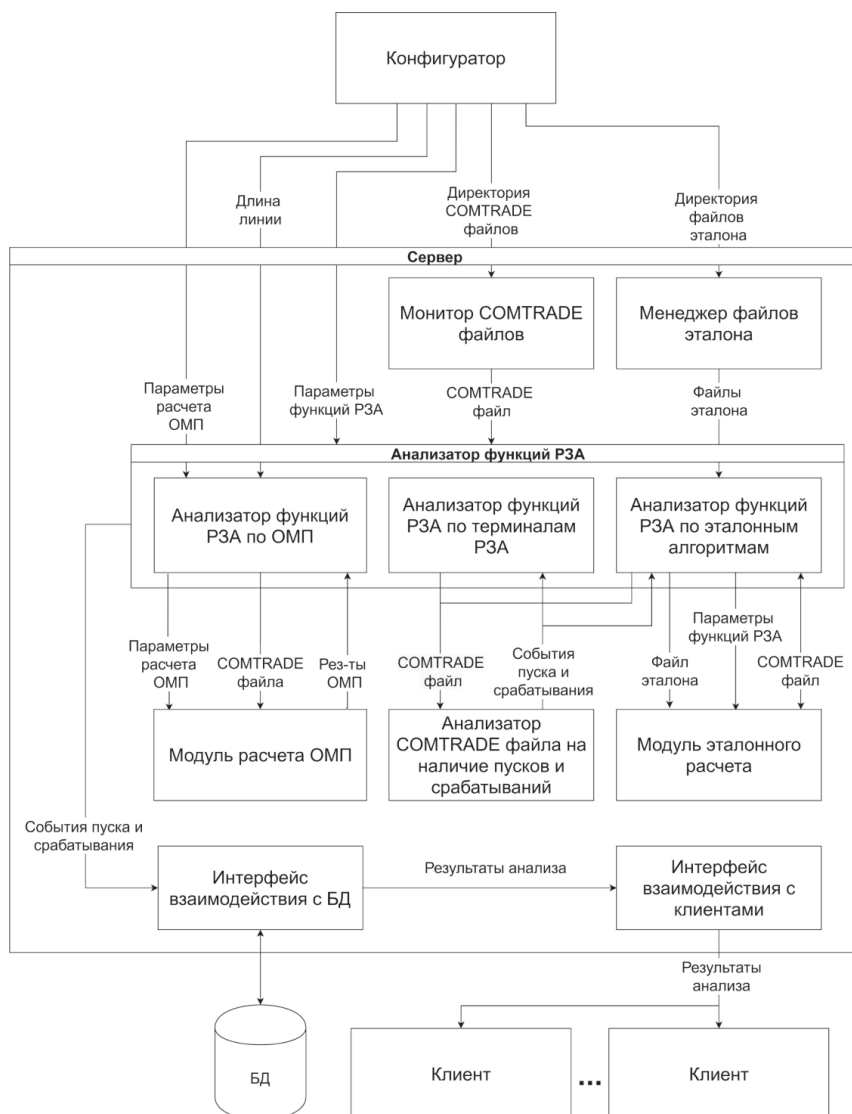 Конфигуратор
Длина
линии
Директория
COMTRADE
файлов
Директория
файлов
эталона
Сервер
Монитор COMTRADE
файлов
Менеджер файлов
эталона
Параметры
расчета
ОМП
Параметры
функций РЗА
COMTRADE
файл
Файлы
эталона
Анализатор функций РЗА
Анализатор функций
РЗА по ОМП
Анализатор функций
РЗА по терминалам
РЗА
Анализатор функций
РЗА по эталонным
алгоритмам
Параметры
расчета
ОМП
COMTRADE
файла
Рез-ты
ОМП
COMTRADE
файл
События
пуска и
срабатывания
Файл
эталона
Параметры
функций РЗА
COMTRADE
файл
Модуль расчета ОМП
Анализатор
COMTRADE файла на
наличие пусков и
срабатываний
Модуль эталонного
расчета
События пуска и
срабатывания
Интерфейс
взаимодействия с БД
Результаты анализа
Интерфейс
взаимодействия с
клиентами
Результаты
анализа
БД
Клиент
...
Клиент